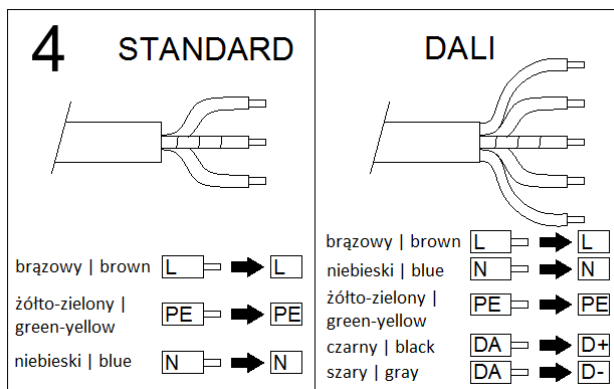 4 STANDARD
brązowy | brown L L
żółto-zielony |
green-yellow PE PE
niebieski | blue N N
DALI
brązowy | brown L L
niebieski | blue N N
żółto-zielony |
green-yellow PE PE
czarny | black DA D+
szary | gray DA D-